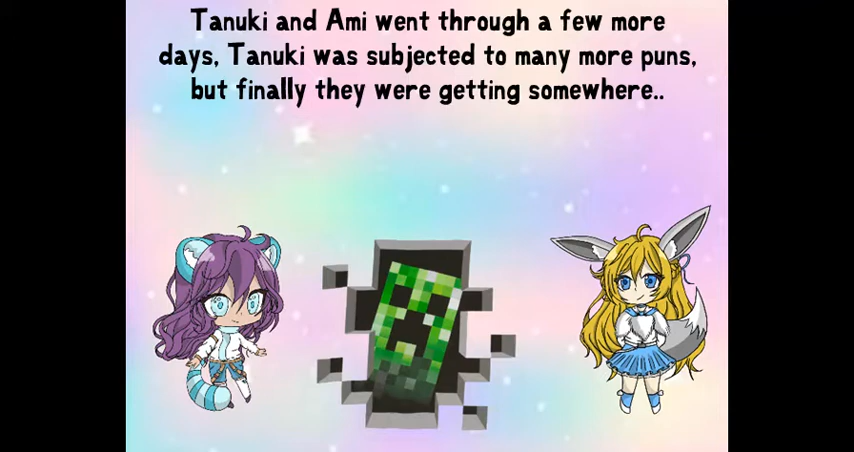 Tanuki and Ami went through a few more
days, Tanuki was subjected to many more puns,
but finally they were getting somewhere..